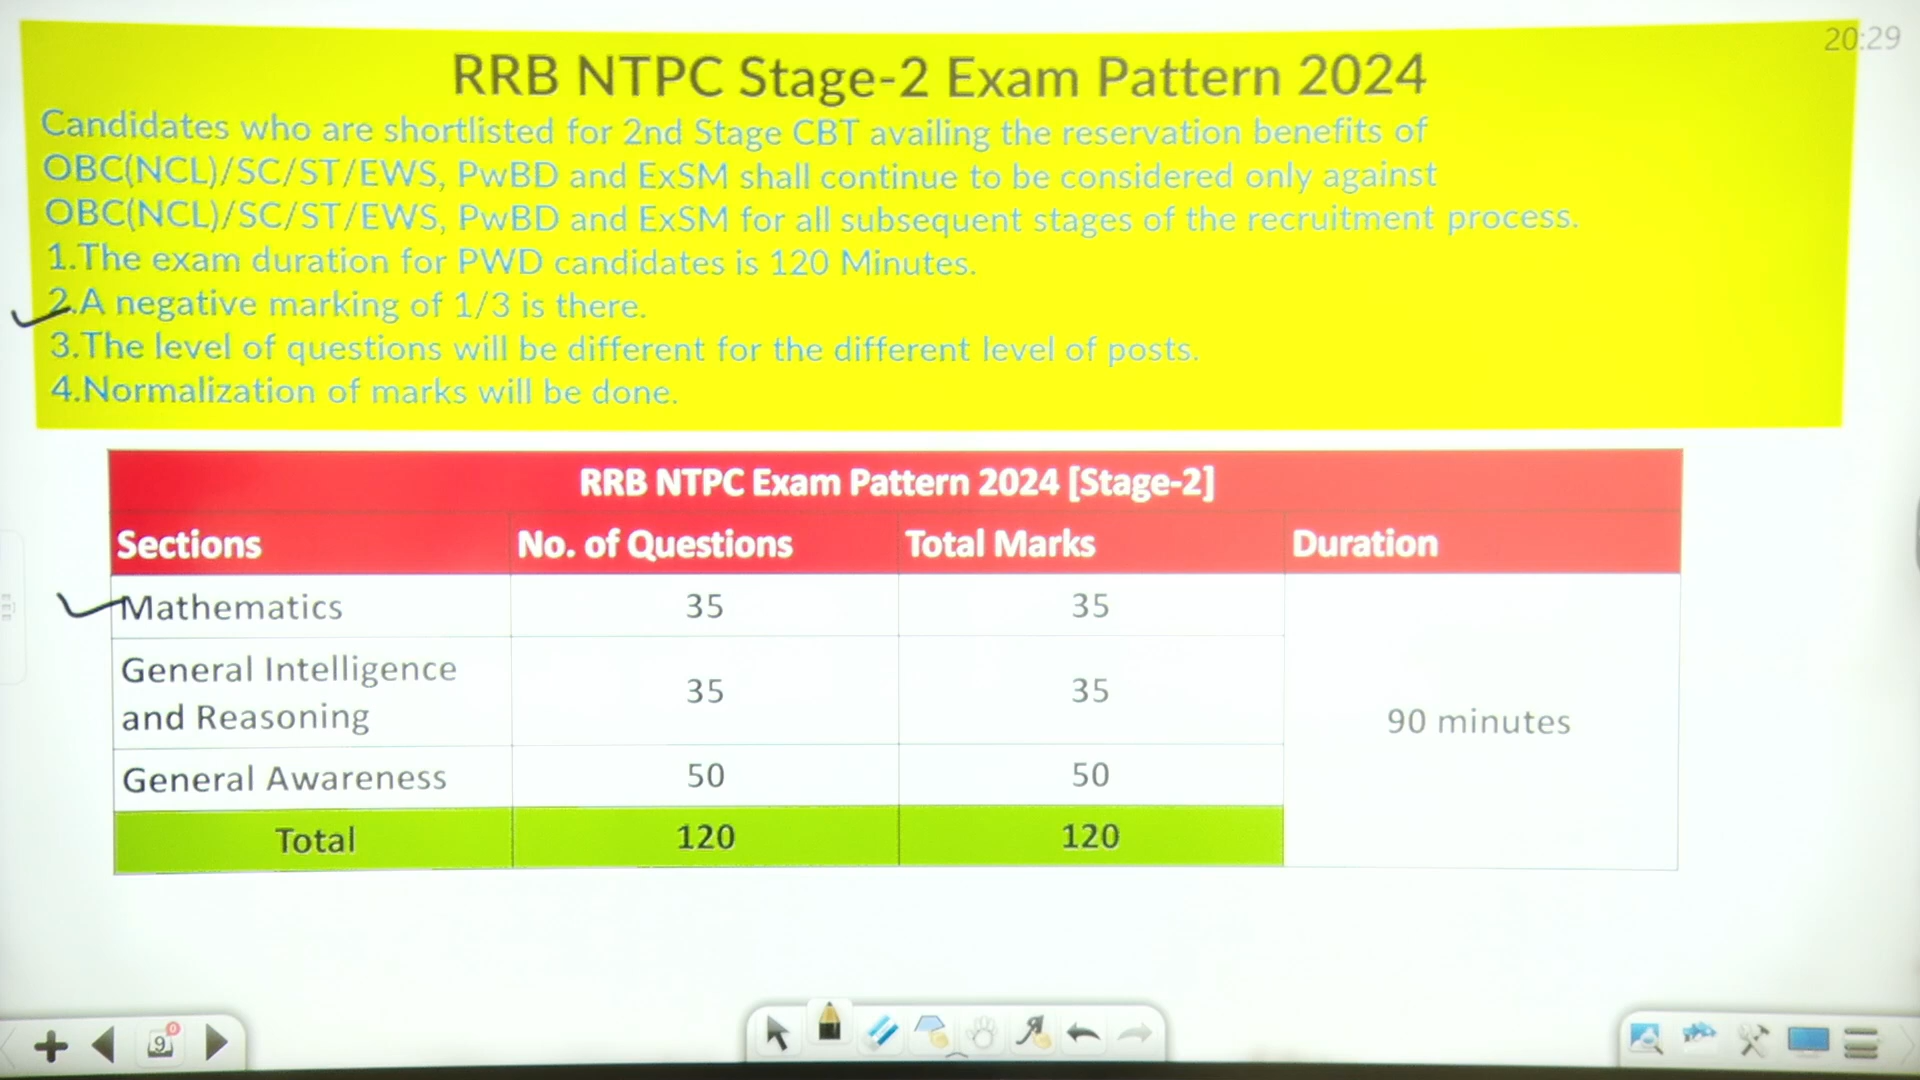 20:29
RRB NTPC Stage-2 Exam Pattern 2024
Candidates who are shortlisted for 2nd Stage CBT availing the reservation benefits of
OBC(NCL)/SC/ST/EWS, PwBD and ExSM shall continue to be considered only against
OBC(NCL)/SC/ST/EWS, PwBD and ExSM for all subsequent stages of the recruitment process.
1.The exam duration for PWD candidates is 120 Minutes.
2.A negative marking of 1/3 is there.
3.The level of questions will be different for the different level of posts.
4.Normalization of marks will be done.
RRB NTPC Exam Pattern 2024 [Stage-2]
Sections No. of Questions Total Marks Duration
Mathematics 35 35
General Intelligence
and Reasoning 35 35
90 minutes
General Awareness 50 50
Total 120 120
9 0